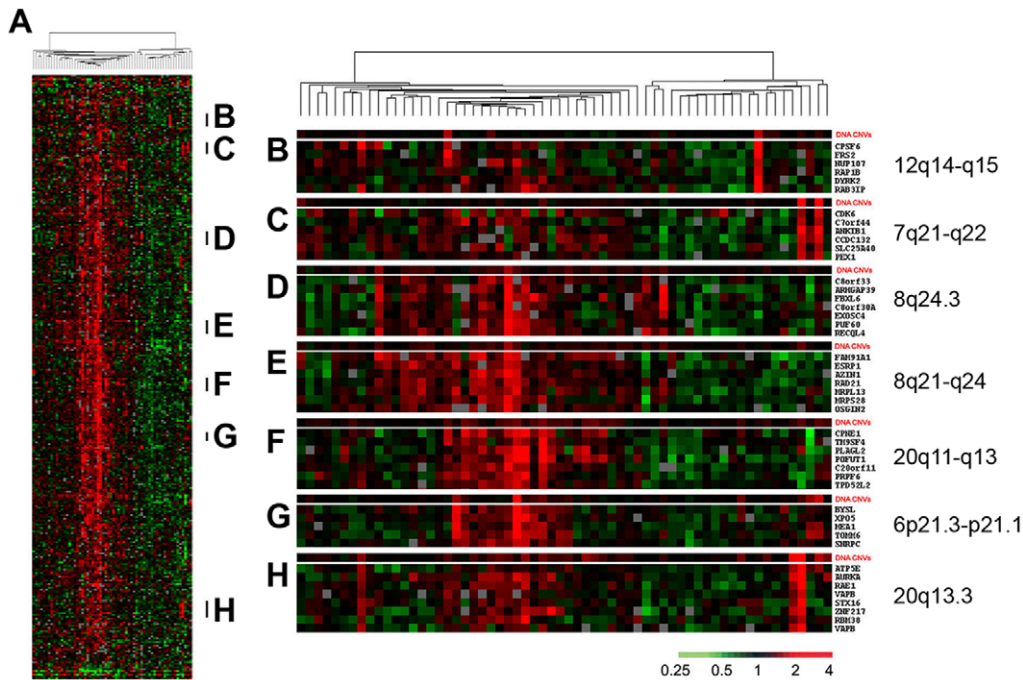 A
B
C
D
E
F
G
H
B
DNA CNVs
CPSF6
FRS2
NUP107
RAP1B
DYRK2
RAB3IP
12q14-q15
C
DNA CNVs
CDK6
C7orf44
ANKIB1
CCDC132
SLC25A40
PEX1
7q21-q22
D
DNA CNVs
C8orf33
ARHGAP39
FBXL6
C8orf30A
EXOSC4
PUF60
RECQL4
8q24.3
E
DNA CNVs
FAM91A1
ESRP1
AZIN1
RAD21
MRPL13
MRPS28
OSGIN2
8q21-q24
F
DNA CNVs
CPNE1
TM9SF4
PLAGL2
POFUT1
C20orf11
PRPF6
TPD52L2
20q11-q13
G
DNA CNVs
BYSL
XPO5
MEA1
TOMM6
SNRPC
6p21.3-p21.1
H
DNA CNVs
ATP5E
AURKA
RAE1
VAPB
STX16
ZNF217
RBM38
VAPB
20q13.3
0.25 0.5 1 2 4